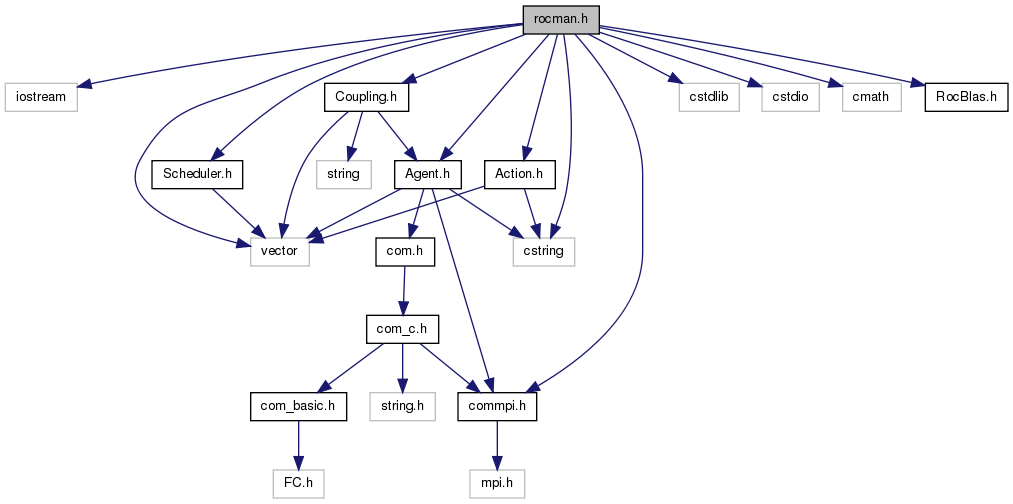 rocman.h
iostream
Coupling.h
cstdlib
cstdio
cmath
RocBlas.h
Scheduler.h
string
Agent.h
Action.h
vector
com.h
cstring
com_c.h
com_basic.h
string.h
commpi.h
FC.h
mpi.h